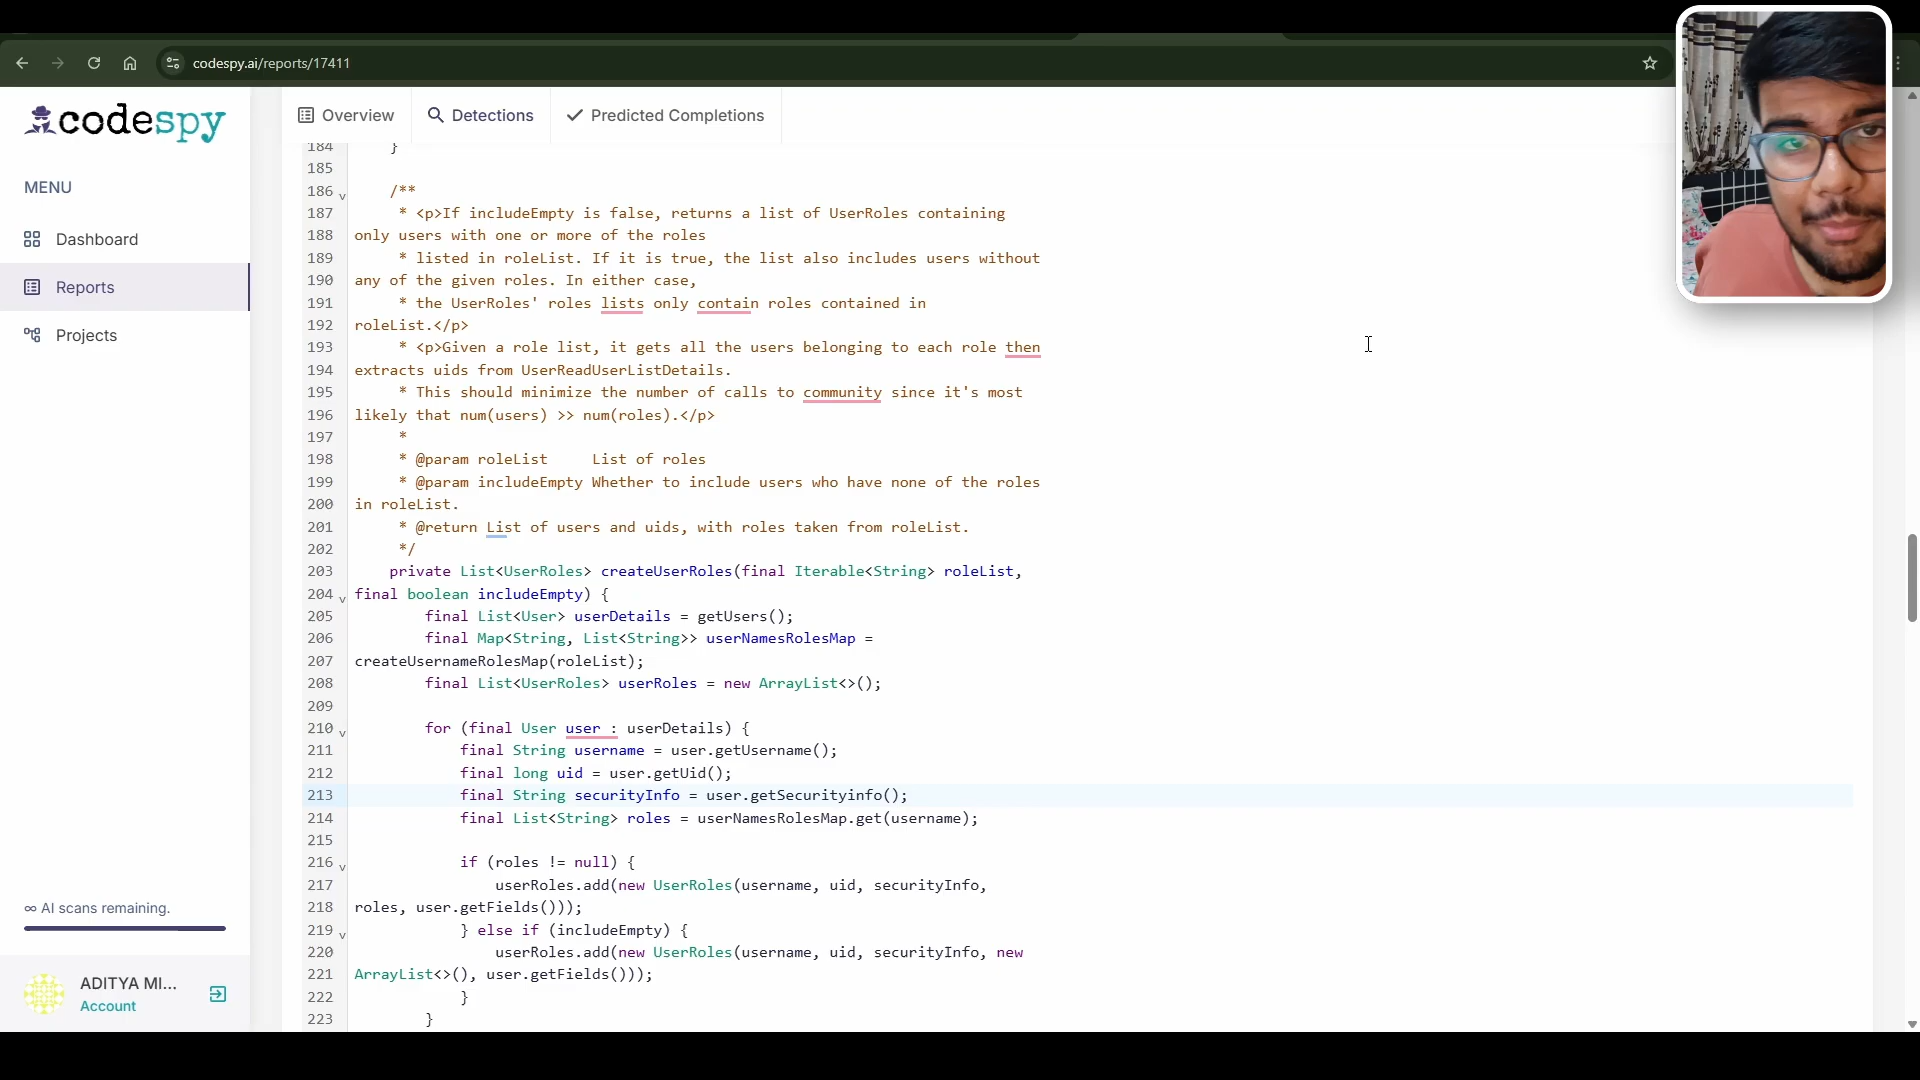 codespy.ai/reports/17411
codespy
MENU
Dashboard
Reports
Projects
∞ AI scans remaining.
ADITYA MI...
Account
Overview
Detections
Predicted Completions
184 }
185
186 /**
187 * <p>If includeEmpty is false, returns a list of UserRoles containing
188 only users with one or more of the roles
189 * listed in roleList. If it is true, the list also includes users without
190 any of the given roles. In either case,
191 * the UserRoles' roles lists only contain roles contained in
192 roleList.</p>
193 * <p>Given a role list, it gets all the users belonging to each role then
194 extracts uids from UserReadUserListDetails.
195 * This should minimize the number of calls to community since it's most
196 likely that num(users) >> num(roles).</p>
197 *
198 * @param roleList     List of roles
199 * @param includeEmpty Whether to include users who have none of the roles
200 in roleList.
201 * @return List of users and uids, with roles taken from roleList.
202 */
203 private List<UserRoles> createUserRoles(final Iterable<String> roleList,
204 final boolean includeEmpty) {
205 final List<User> userDetails = getUsers();
206 final Map<String, List<String>> userNamesRolesMap =
207 createUsernameRolesMap(roleList);
208 final List<UserRoles> userRoles = new ArrayList<>();
209
210 for (final User user : userDetails) {
211 final String username = user.getUsername();
212 final long uid = user.getUid();
213 final String securityInfo = user.getSecurityinfo();
214 final List<String> roles = userNamesRolesMap.get(username);
215
216 if (roles != null) {
217 userRoles.add(new UserRoles(username, uid, securityInfo,
218 roles, user.getFields()));
219 } else if (includeEmpty) {
220 userRoles.add(new UserRoles(username, uid, securityInfo, new
221 ArrayList<>(), user.getFields()));
222 }
223 }